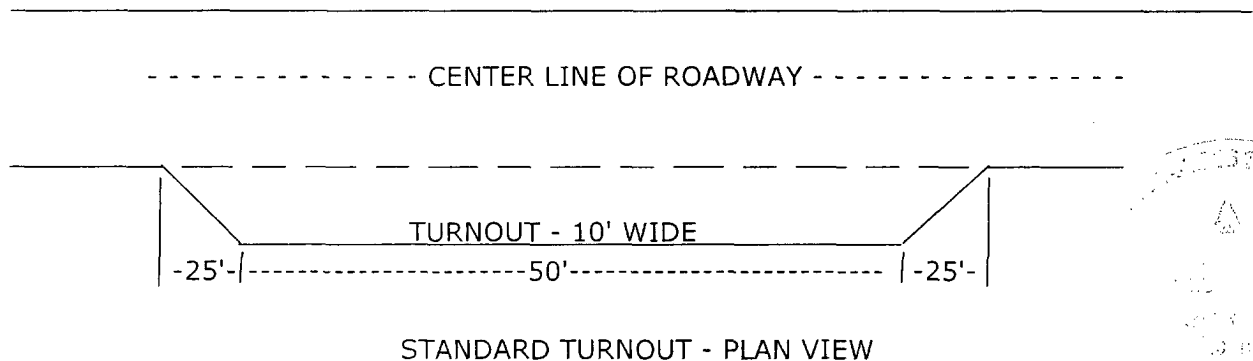 - - - - - - - - - - - - - - CENTER LINE OF ROADWAY - - - - - - - - - - - - - - -
TURNOUT - 10' WIDE
-25'-|--------------------------50'----------------------------- |-25'-
STANDARD TURNOUT - PLAN VIEW